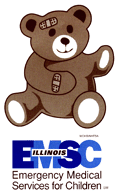 ILLINOIS
EMSC
Emergency Medical
Services for Children